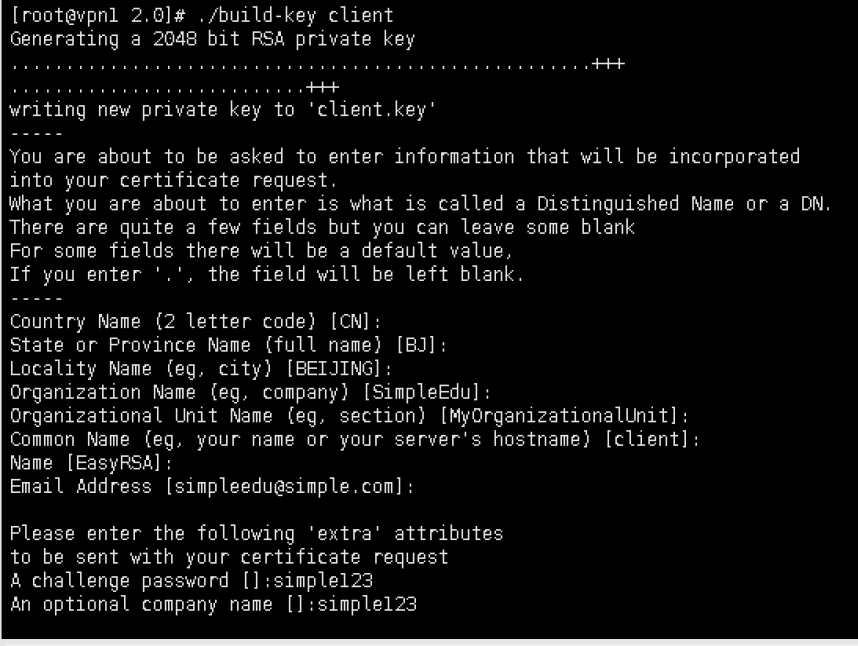 [root@vpn1 2.0]# ./build-key client
Generating a 2048 bit RSA private key
.....................................................+++
...........................+++
writing new private key to 'client.key'
-----
You are about to be asked to enter information that will be incorporated
into your certificate request.
What you are about to enter is what is called a Distinguished Name or a DN.
There are quite a few fields but you can leave some blank
For some fields there will be a default value,
If you enter '.', the field will be left blank.
-----
Country Name (2 letter code) [CN]:
State or Province Name (full name) [BJ]:
Locality Name (eg, city) [BEIJING]:
Organization Name (eg, company) [SimpleEdu]:
Organizational Unit Name (eg, section) [MyOrganizationalUnit]:
Common Name (eg, your name or your server's hostname) [client]:
Name [EasyRSA]:
Email Address [simpleedu@simple.com]:
Please enter the following 'extra' attributes
to be sent with your certificate request
A challenge password []:simple123
An optional company name []:simple123